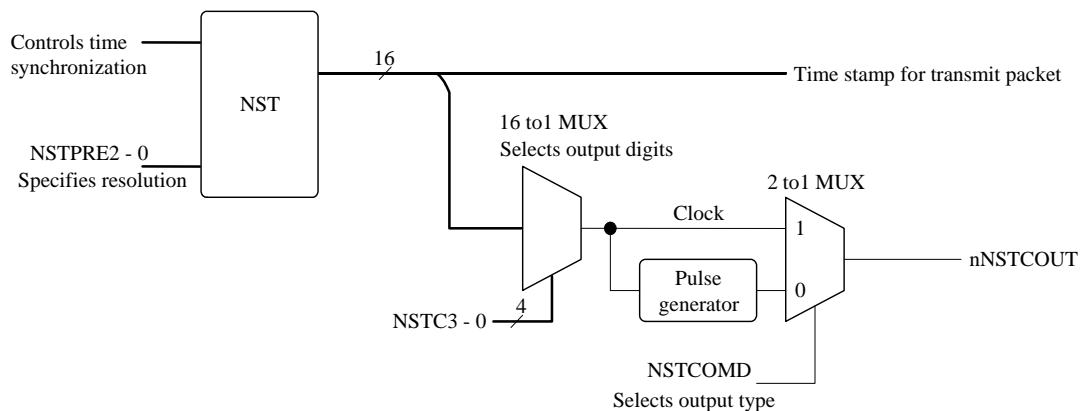 Controls time
synchronization
NST
NSTPRE2 - 0
Specifies resolution
16
Time stamp for transmit packet
16 to1 MUX
Selects output digits
2 to1 MUX
Clock
1
Pulse
generator
0
nNSTCOUT
4
NSTC3 - 0
NSTCOMD
Selects output type